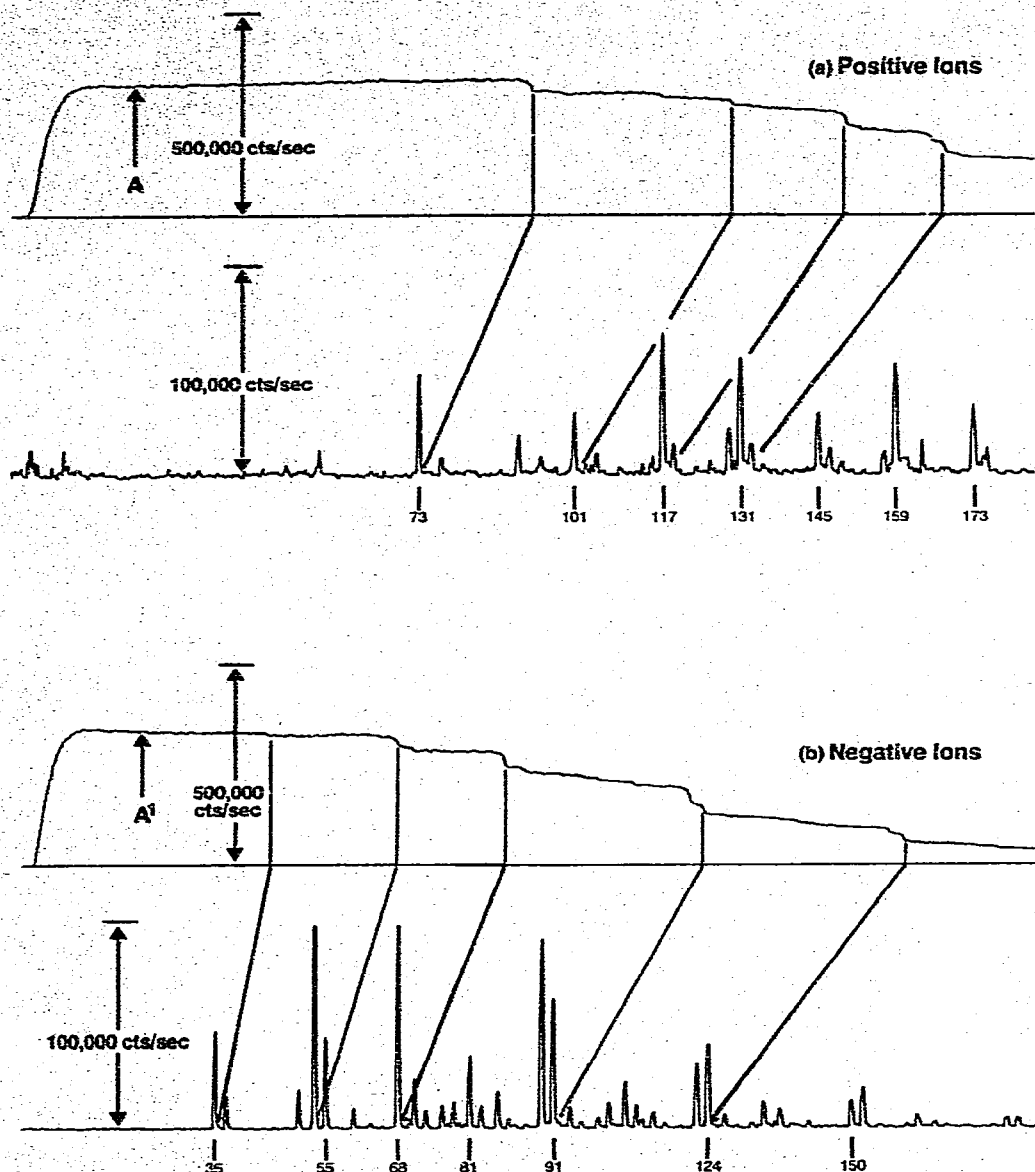 (a) Positive Ions
500,000 cts/sec
A
100,000 cts/sec
73 101 117 131 145 159 173
(b) Negative Ions
500,000
cts/sec
A¹
100,000 cts/sec
35 55 68 81 91 124 150